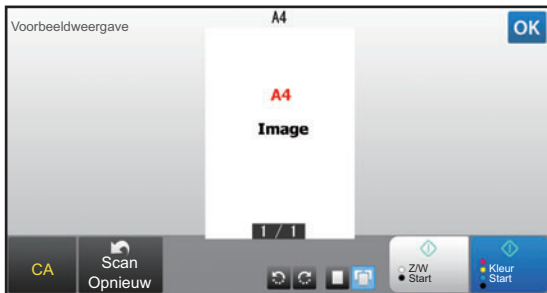 Voorbeeldweergave
A4
OK
A4
Image
1 / 1
CA
Scan
Opnieuw
Z/W
Start
Kleur
Start